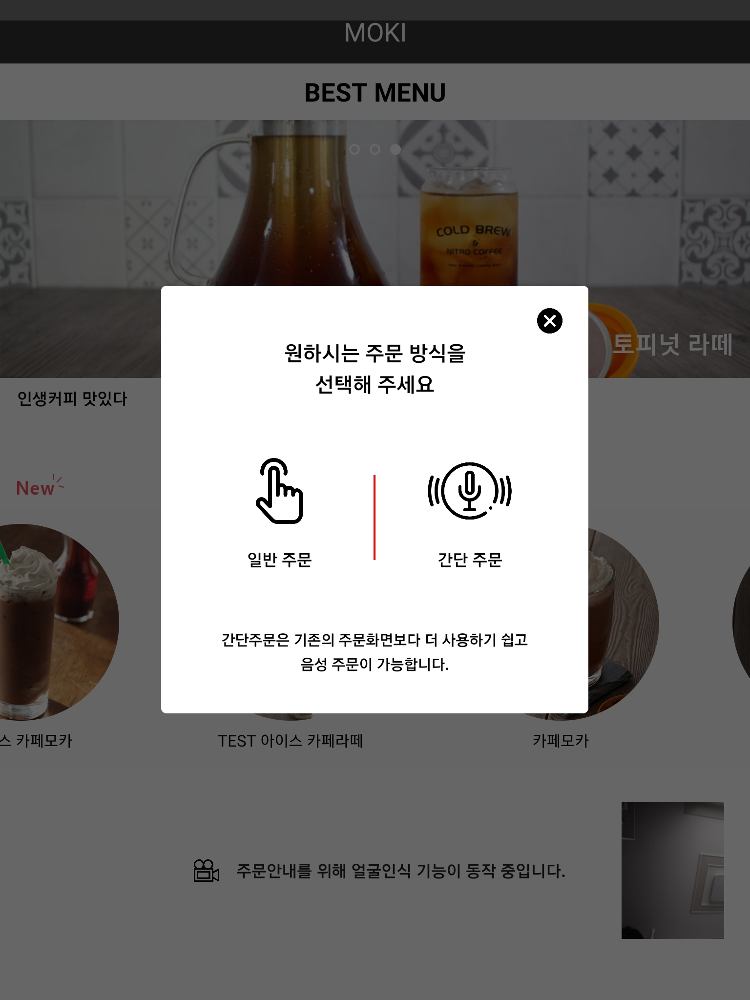 MOKI
BEST MENU
COLD BREW
&
NITRO COFFEE
토피넛 라떼
인생커피 맛있다
원하시는 주문 방식을
선택해 주세요
New
일반 주문
간단 주문
간단주문은 기존의 주문화면보다 더 사용하기 쉽고
음성 주문이 가능합니다.
스 카페모카
TEST 아이스 카페라떼
카페모카
주문안내를 위해 얼굴인식 기능이 동작 중입니다.